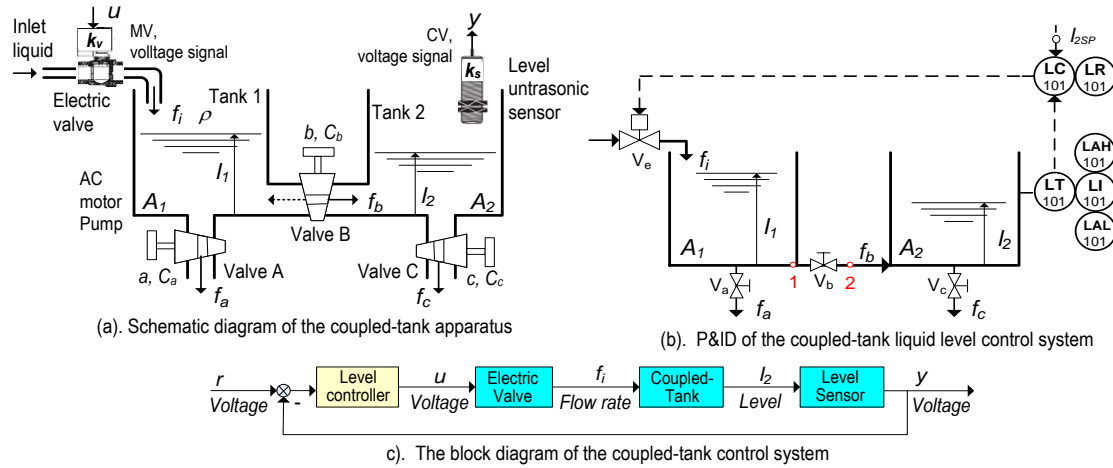 u
Inlet liquid
k_v
MV, volltage signal
Electric valve
f_i
ρ
Tank 1
Tank 2
b, C_b
y
CV, voltage signal
k_s
Level untrasonic sensor
l_1
l_2
AC motor Pump
A_1
A_2
f_b
Valve B
Valve A
Valve C
a, C_a
c, C_c
f_a
f_c
(a). Schematic diagram of the coupled-tank apparatus
l_2SP
LC 101
LR 101
V_e
f_i
LAH 101
LT 101
LI 101
LAL 101
l_1
l_2
A_1
A_2
f_b
1
2
V_a
V_b
V_c
f_a
f_c
(b). P&ID of the coupled-tank liquid level control system
r
Voltage
-
Level controller
u
Voltage
Electric Valve
f_i
Flow rate
Coupled-Tank
l_2
Level
Level Sensor
y
Voltage
c). The block diagram of the coupled-tank control system